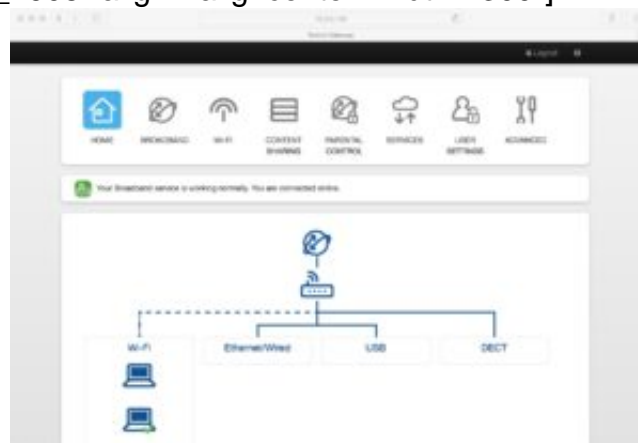 Logout
HOME
BROADBAND
WI-FI
CONTENT SHARING
PARENTAL CONTROL
SERVICES
USER SETTINGS
ADVANCED
Your Broadband service is working normally. You are connected online.
Wi-Fi
Ethernet/Wired
USB
DECT